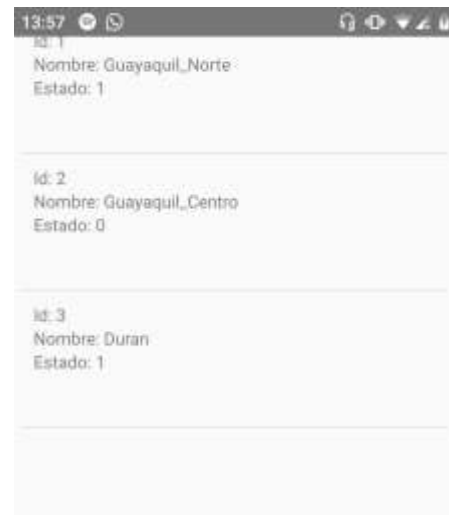 13:57
Id: 1
Nombre: Guayaquil_Norte
Estado: 1
Id: 2
Nombre: Guayaquil_Centro
Estado: 0
Id: 3
Nombre: Duran
Estado: 1